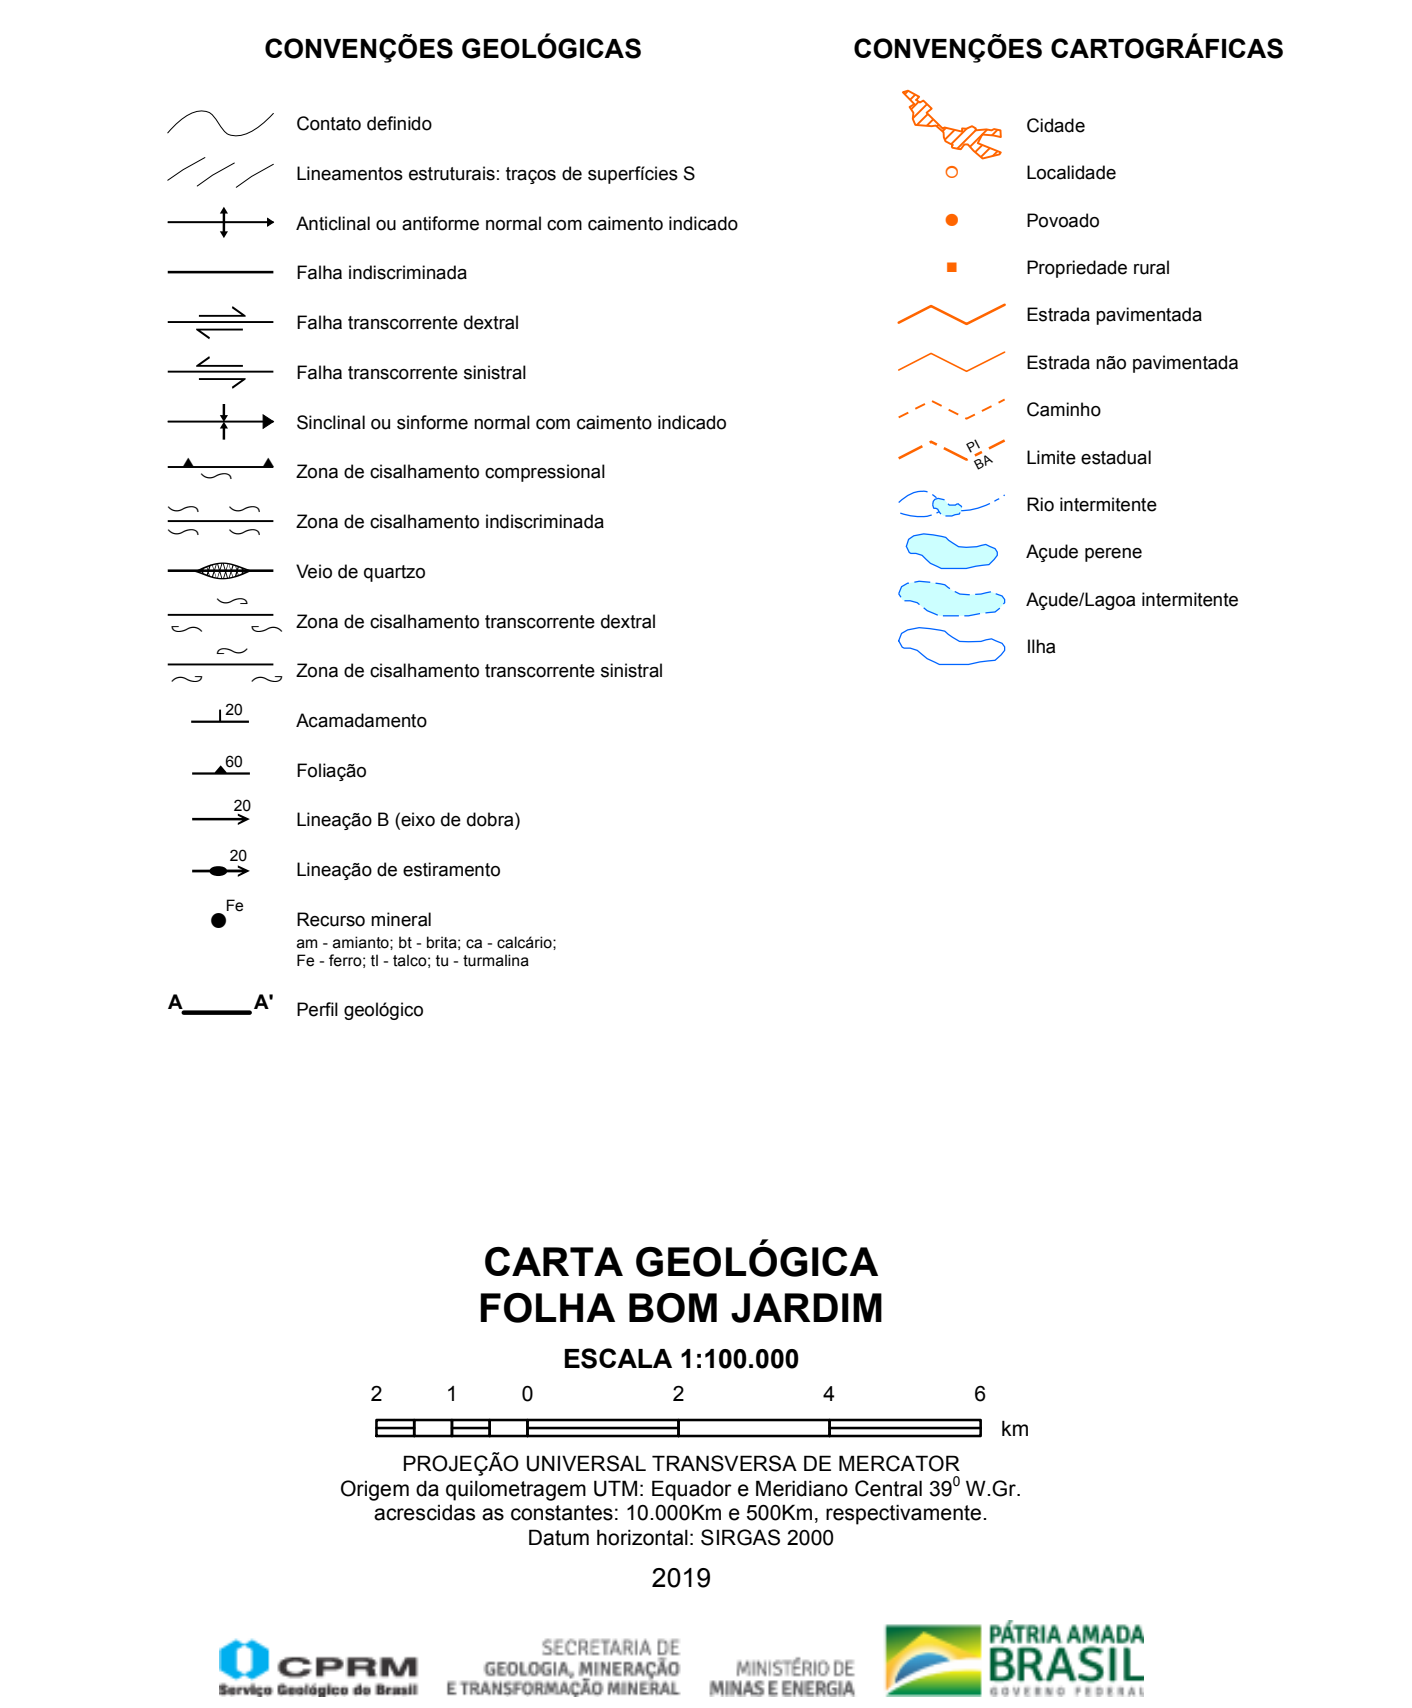 CONVENÇÕES GEOLÓGICAS
Contato definido
Lineamentos estruturais: traços de superfícies S
Anticlinal ou antiforme normal com caimento indicado
Falha indiscriminada
Falha transcorrente dextral
Falha transcorrente sinistral
Sinclinal ou sinforme normal com caimento indicado
Zona de cisalhamento compressional
Zona de cisalhamento indiscriminada
Veio de quartzo
Zona de cisalhamento transcorrente dextral
Zona de cisalhamento transcorrente sinistral
20
Acamadamento
60
Foliação
20
Lineação B (eixo de dobra)
20
Lineação de estiramento
Fe
Recurso mineral
am - amianto; bt - brita; ca - calcário;
Fe - ferro; tl - talco; tu - turmalina
A A'
Perfil geológico
CONVENÇÕES CARTOGRÁFICAS
Cidade
Localidade
Povoado
Propriedade rural
Estrada pavimentada
Estrada não pavimentada
Caminho
PI
BA
Limite estadual
Rio intermitente
Açude perene
Açude/Lagoa intermitente
Ilha
CARTA GEOLÓGICA
FOLHA BOM JARDIM
ESCALA 1:100.000
2 1 0 2 4 6
km
PROJEÇÃO UNIVERSAL TRANSVERSA DE MERCATOR
Origem da quilometragem UTM: Equador e Meridiano Central 39⁰ W.Gr.
acrescidas as constantes: 10.000Km e 500Km, respectivamente.
Datum horizontal: SIRGAS 2000
2019
CPRM
Serviço Geológico do Brasil
SECRETARIA DE
GEOLOGIA, MINERAÇÃO
E TRANSFORMAÇÃO MINERAL
MINISTÉRIO DE
MINAS E ENERGIA
PÁTRIA AMADA
BRASIL
GOVERNO FEDERAL